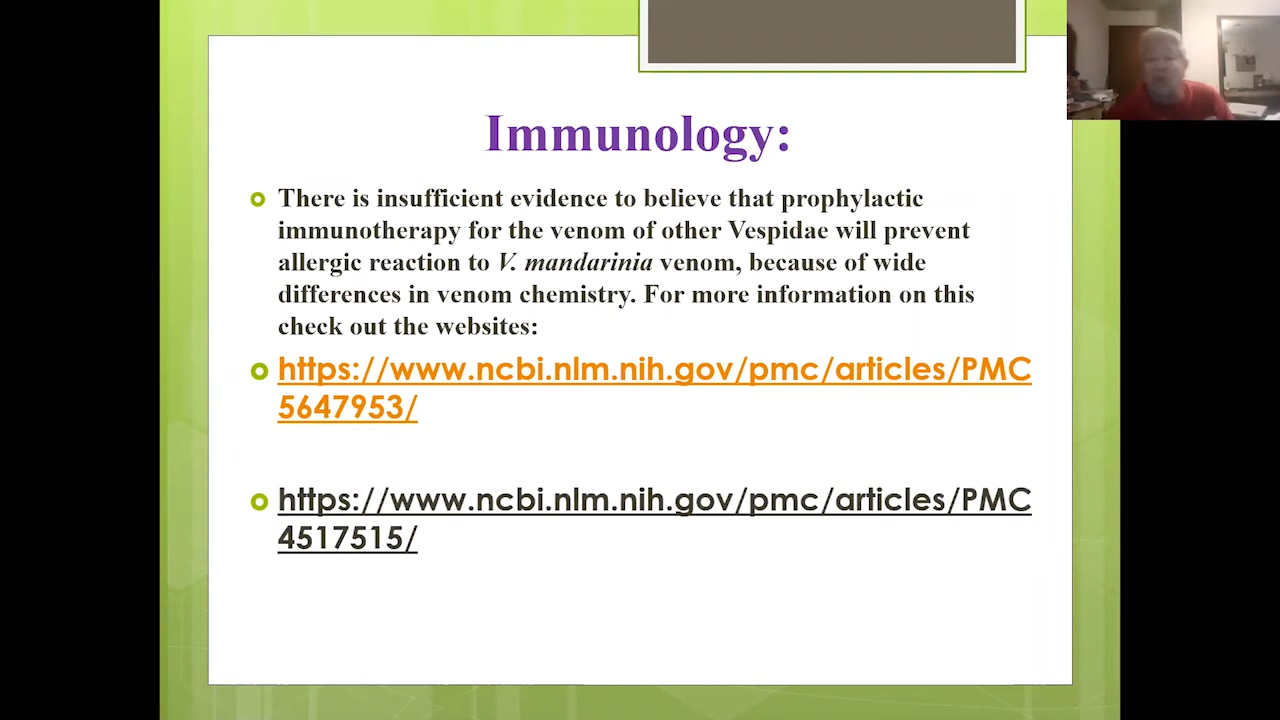 Immunology:
There is insufficient evidence to believe that prophylactic
immunotherapy for the venom of other Vespidae will prevent
allergic reaction to V. mandarinia venom, because of wide
differences in venom chemistry. For more information on this
check out the websites:
https://www.ncbi.nlm.nih.gov/pmc/articles/PMC
5647953/
https://www.ncbi.nlm.nih.gov/pmc/articles/PMC
4517515/